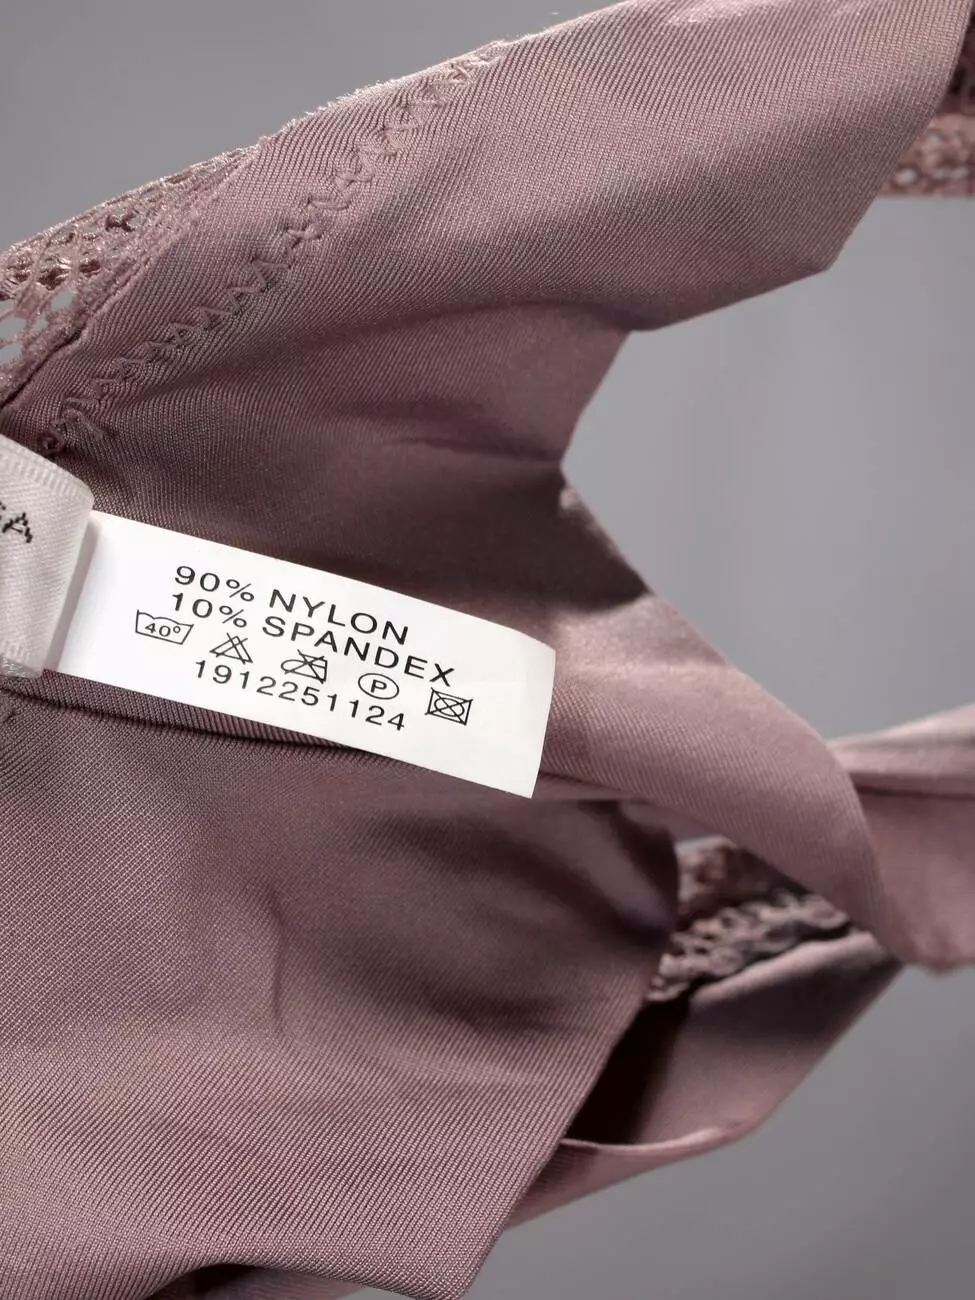 90% NYLON
10% SPANDEX
40°
P
1912251124